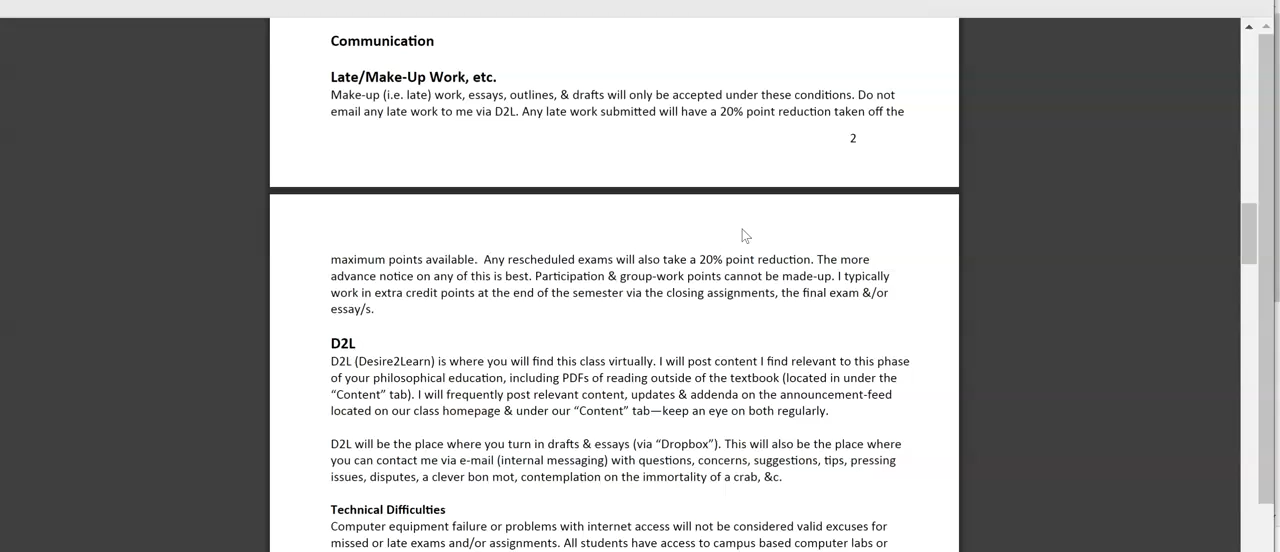 Communication
Late/Make-Up Work, etc.
Make-up (i.e. late) work, essays, outlines, & drafts will only be accepted under these conditions. Do not
email any late work to me via D2L. Any late work submitted will have a 20% point reduction taken off the
2
maximum points available.  Any rescheduled exams will also take a 20% point reduction. The more
advance notice on any of this is best. Participation & group-work points cannot be made-up. I typically
work in extra credit points at the end of the semester via the closing assignments, the final exam &/or
essay/s.
D2L
D2L (Desire2Learn) is where you will find this class virtually. I will post content I find relevant to this phase
of your philosophical education, including PDFs of reading outside of the textbook (located in under the
“Content” tab). I will frequently post relevant content, updates & addenda on the announcement-feed
located on our class homepage & under our “Content” tab—keep an eye on both regularly.
D2L will be the place where you turn in drafts & essays (via “Dropbox”). This will also be the place where
you can contact me via e-mail (internal messaging) with questions, concerns, suggestions, tips, pressing
issues, disputes, a clever bon mot, contemplation on the immortality of a crab, &c.
Technical Difficulties
Computer equipment failure or problems with internet access will not be considered valid excuses for
missed or late exams and/or assignments. All students have access to campus based computer labs or